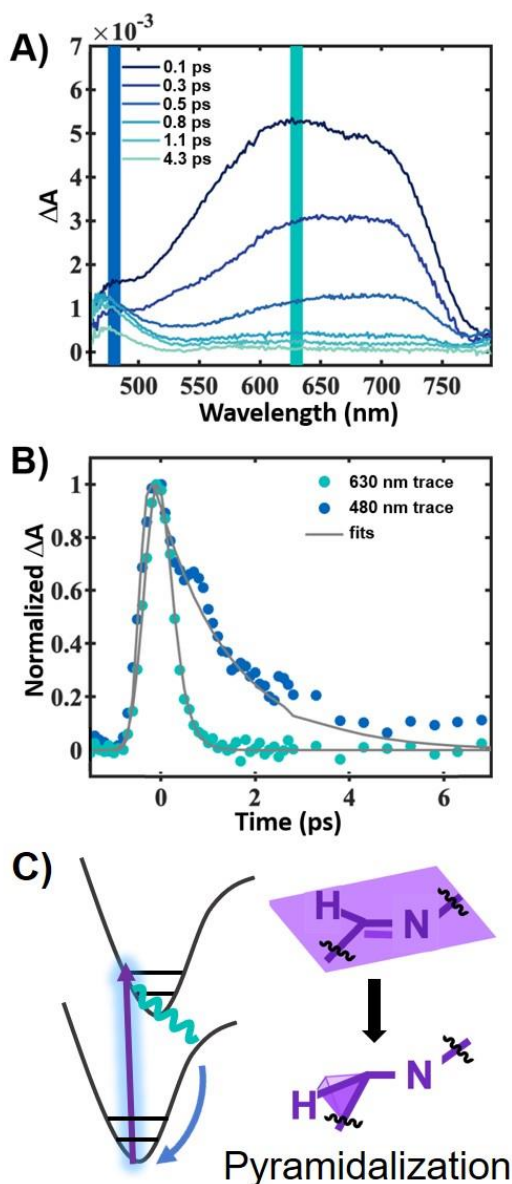 A)
×10⁻³
7
6
5
4
3
2
1
0
ΔA
0.1 ps
0.3 ps
0.5 ps
0.8 ps
1.1 ps
4.3 ps
500 550 600 650 700 750
Wavelength (nm)
B)
1
0.8
0.6
0.4
0.2
0
Normalized ΔA
630 nm trace
480 nm trace
fits
0 2 4 6
Time (ps)
C)
H
N
H
N
Pyramidalization